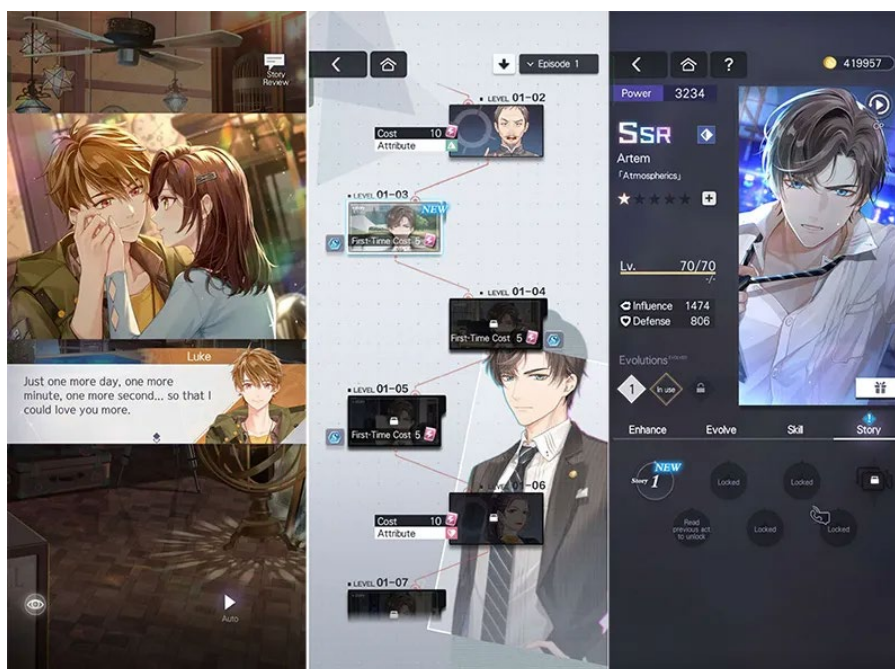 Story
Review
Luke
Just one more day, one more
minute, one more second... so that I
could love you more.
Auto
Episode 1
LEVEL 01-02
Cost 10
Attribute
LEVEL 01-03
NEW
First-Time Cost 5
LEVEL 01-04
First-Time Cost 5
LEVEL 01-05
First-Time Cost 5
LEVEL 01-06
Cost 10
Attribute
LEVEL 01-07
?
419957
Power 3234
SSR
Artem
「Atmospherics」
Lv. 70/70
-/-
Influence 1474
Defense 806
Evolutions
1
In use
Enhance Evolve Skill Story
NEW
Story 1
Locked
Locked
Read
previous act
to unlock
Locked
Locked